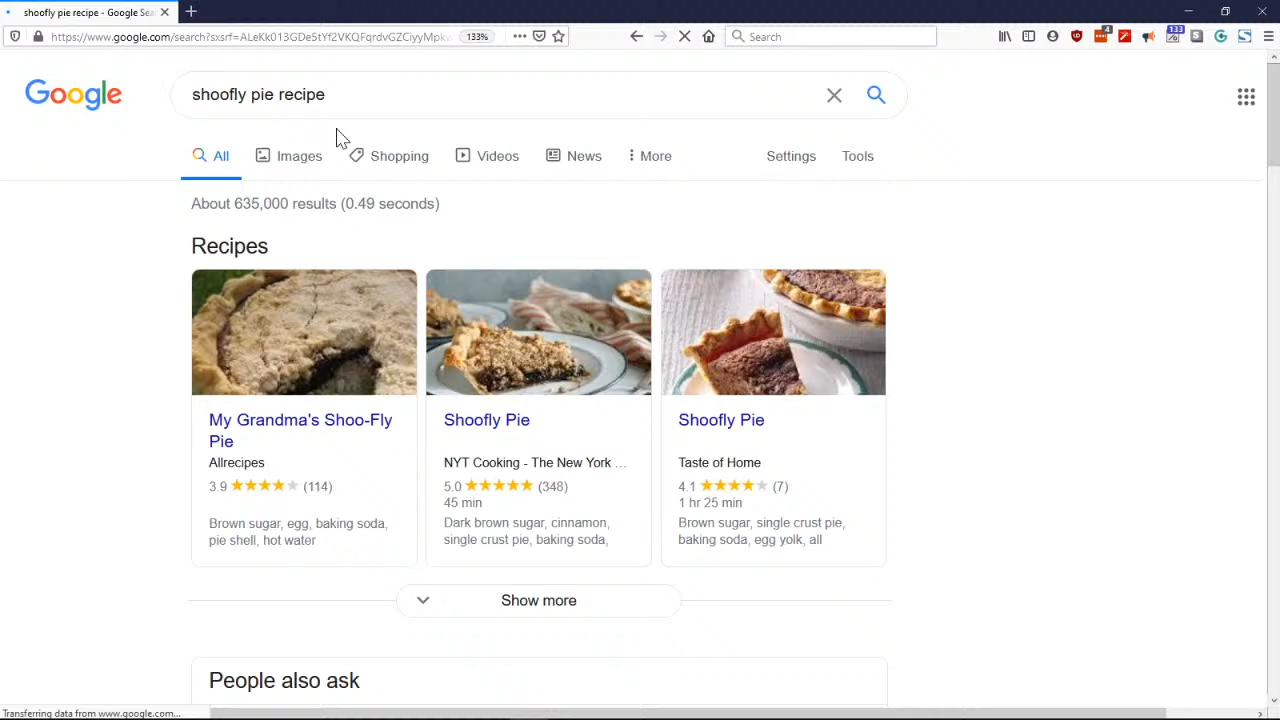 shoofly pie recipe - Google Sea
https://www.google.com/search?sxsrf=ALeKk013GDe5tYf2VKQFqrdvGZCiyyMpkw
133%
Search
4
133
Google
shoofly pie recipe
All
Images
Shopping
Videos
News
More
Settings
Tools
About 635,000 results (0.49 seconds)
Recipes
My Grandma's Shoo-Fly
Pie
Allrecipes
3.9 (114)
Brown sugar, egg, baking soda,
pie shell, hot water
Shoofly Pie
NYT Cooking - The New York ...
5.0 (348)
45 min
Dark brown sugar, cinnamon,
single crust pie, baking soda,
Shoofly Pie
Taste of Home
4.1 (7)
1 hr 25 min
Brown sugar, single crust pie,
baking soda, egg yolk, all
Show more
People also ask
Transferring data from www.google.com...